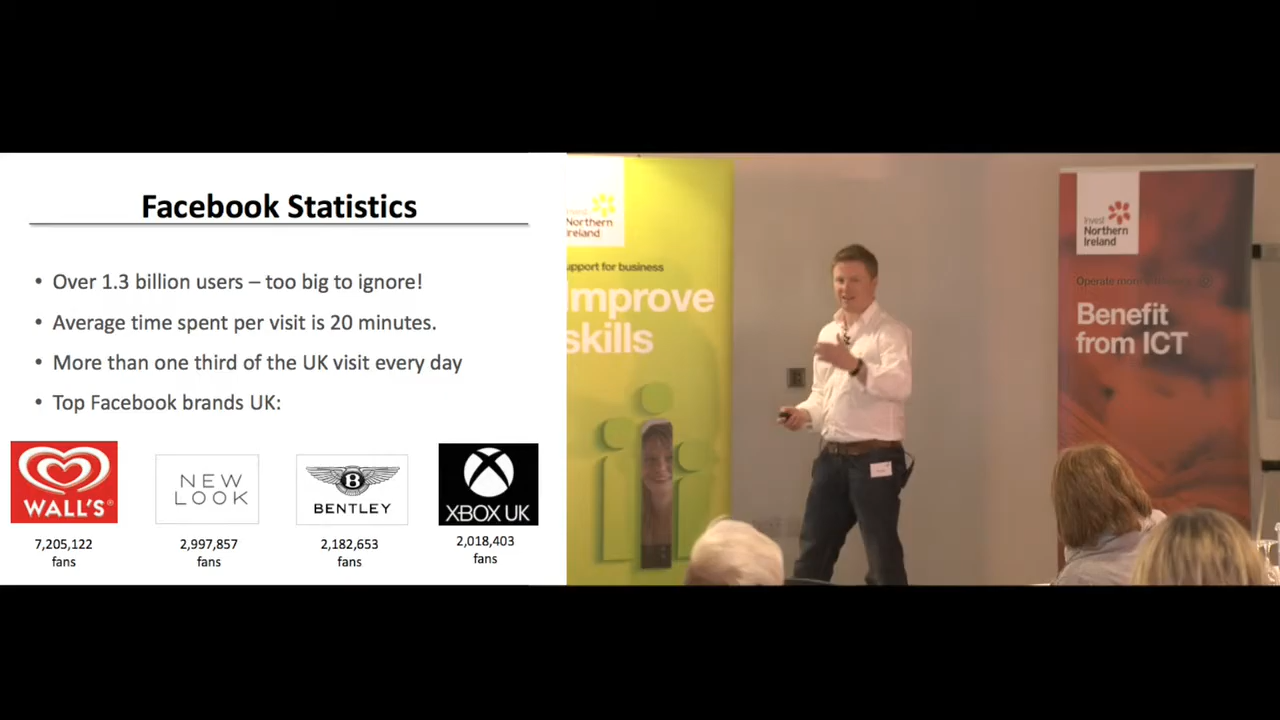 Facebook Statistics
• Over 1.3 billion users – too big to ignore!
• Average time spent per visit is 20 minutes.
• More than one third of the UK visit every day
• Top Facebook brands UK:
WALL'S®
NEW
LOOK
B
BENTLEY
XBOX UK
7,205,122
fans
2,997,857
fans
2,182,653
fans
2,018,403
fans
Northern
Ireland
upport for business
Improve
skills
Invest
Northern
Ireland
Operate more
Benefit
from ICT